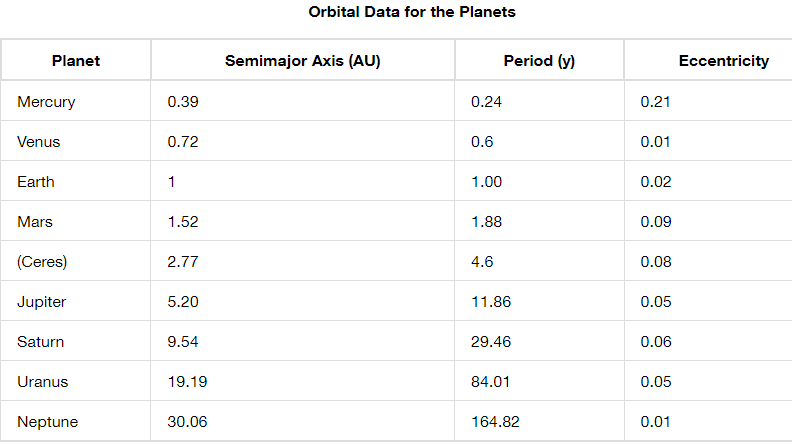 Orbital Data for the Planets
Planet Semimajor Axis (AU) Period (y) Eccentricity
Mercury 0.39 0.24 0.21
Venus 0.72 0.6 0.01
Earth 1 1.00 0.02
Mars 1.52 1.88 0.09
(Ceres) 2.77 4.6 0.08
Jupiter 5.20 11.86 0.05
Saturn 9.54 29.46 0.06
Uranus 19.19 84.01 0.05
Neptune 30.06 164.82 0.01